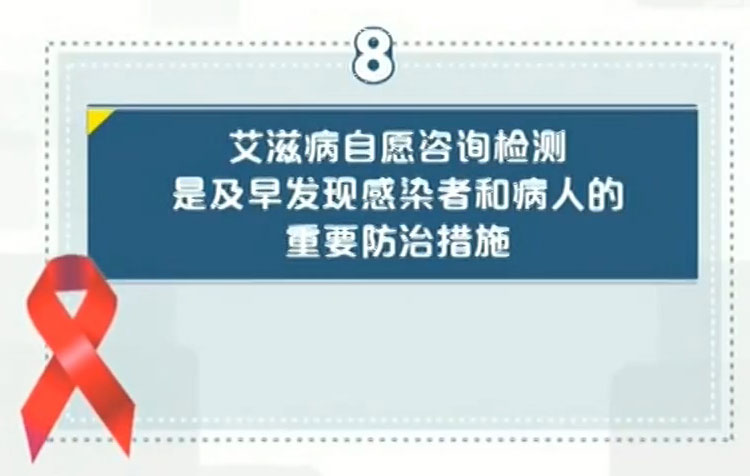 8
艾滋病自愿咨询检测
是及早发现感染者和病人的
重要防治措施